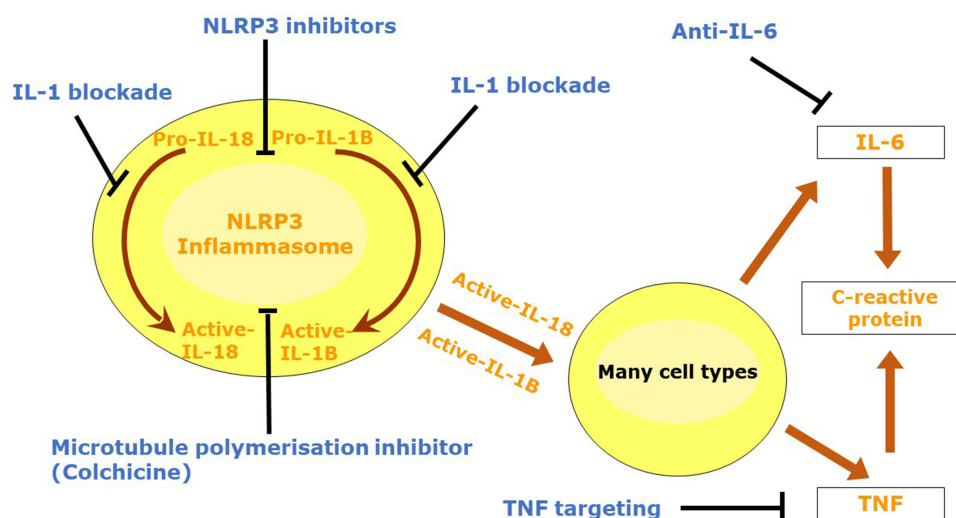 NLRP3 inhibitors
Anti-IL-6
IL-1 blockade
IL-1 blockade
Pro-IL-18
Pro-IL-1B
IL-6
NLRP3
Inflammasome
Active-IL-18
Active-IL-1B
C-reactive
protein
Active-
IL-18
Active-
IL-1B
Many cell types
Microtubule polymerisation inhibitor
(Colchicine)
TNF targeting
TNF